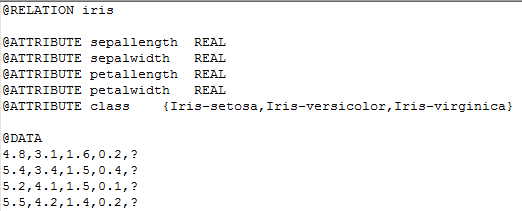 @RELATION iris
@ATTRIBUTE sepallength REAL
@ATTRIBUTE sepalwidth REAL
@ATTRIBUTE petallength REAL
@ATTRIBUTE petalwidth REAL
@ATTRIBUTE class {Iris-setosa,Iris-versicolor,Iris-virginica}
@DATA
4.8,3.1,1.6,0.2,?
5.4,3.4,1.5,0.4,?
5.2,4.1,1.5,0.1,?
5.5,4.2,1.4,0.2,?